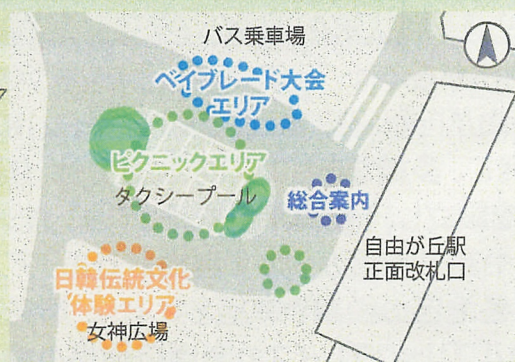 バス乗車場
ベイブレード大会
エリア
ピクニックエリア
タクシープール
総合案内
自由が丘駅
正面改札口
日韓伝統文化
体験エリア
女神広場